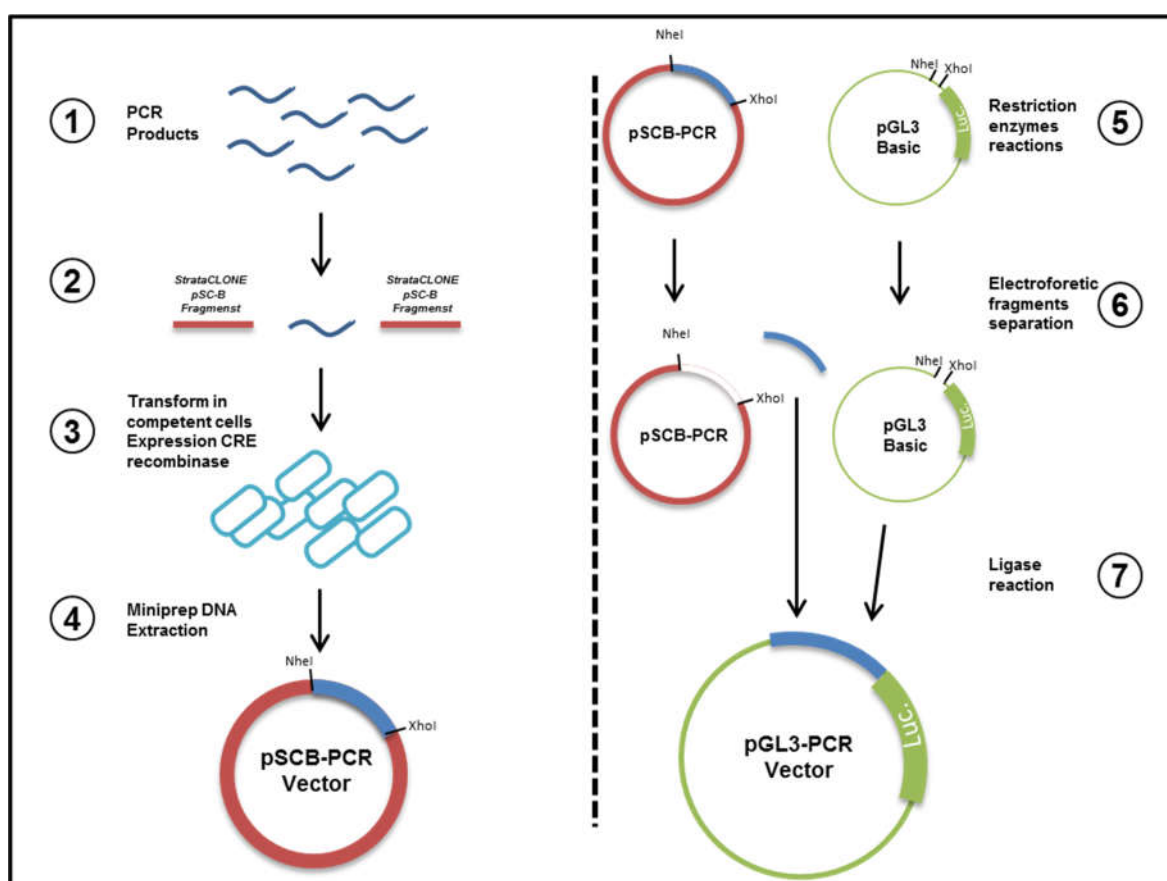 1
PCR
Products
2
StrataCLONE
pSC-B
Fragmenst
StrataCLONE
pSC-B
Fragmenst
3
Transform in
competent cells
Expression CRE
recombinase
4
Miniprep DNA
Extraction
NheI
XhoI
pSCB-PCR
Vector
NheI
XhoI
pSCB-PCR
NheI
XhoI
Luc.
pGL3
Basic
Restriction
enzymes
reactions
5
Electroforetic
fragments
separation
6
NheI
XhoI
pSCB-PCR
NheI
XhoI
Luc.
pGL3
Basic
Ligase
reaction
7
Luc.
pGL3-PCR
Vector